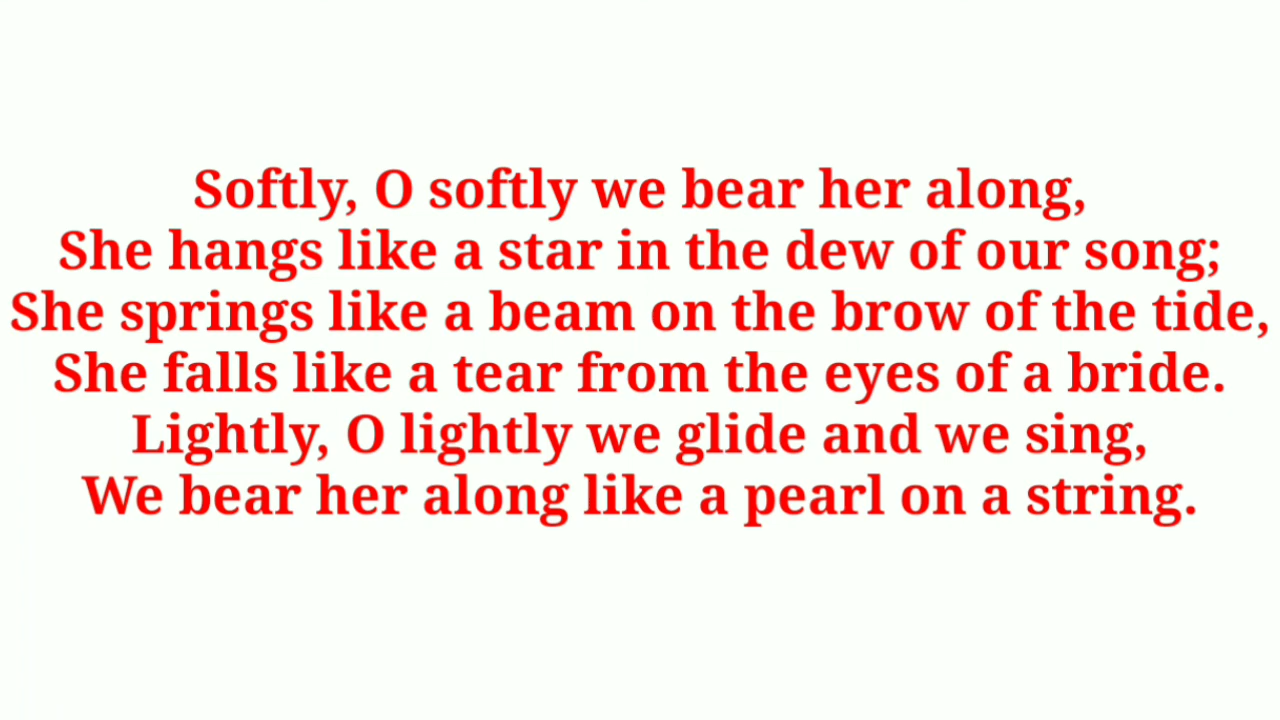 Softly, O softly we bear her along,
She hangs like a star in the dew of our song;
She springs like a beam on the brow of the tide,
She falls like a tear from the eyes of a bride.
Lightly, O lightly we glide and we sing,
We bear her along like a pearl on a string.